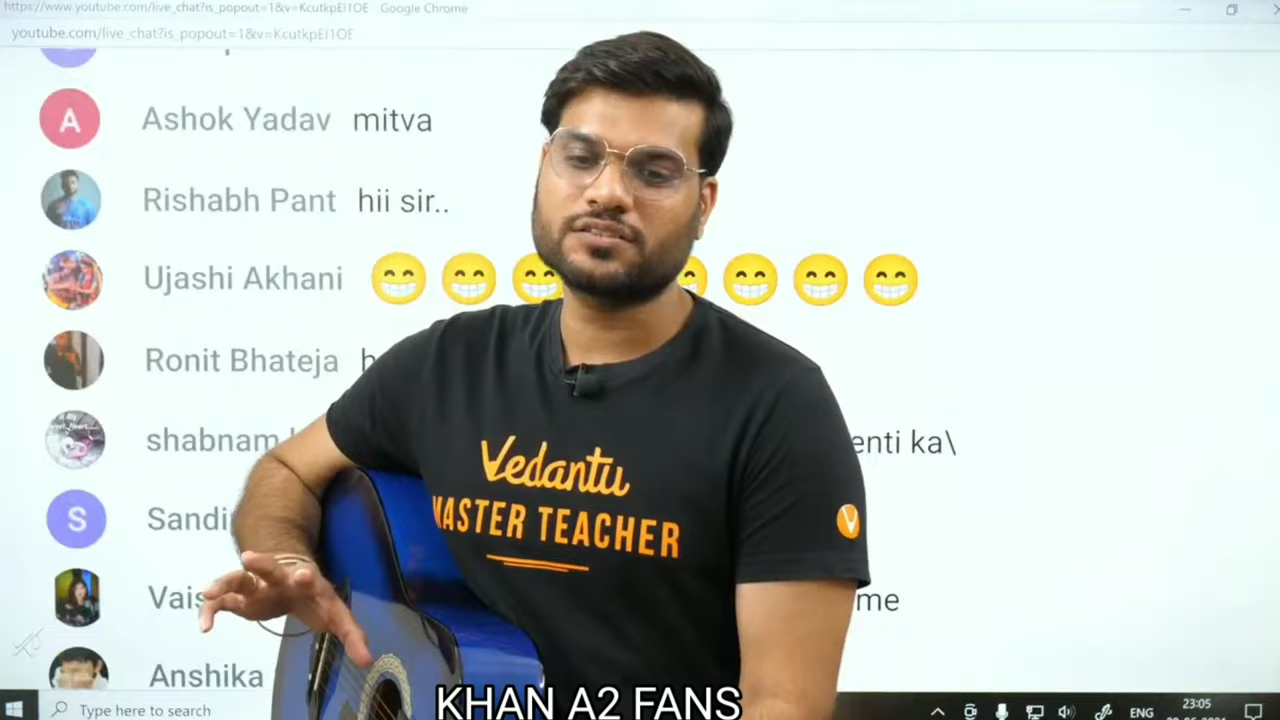 https://www.youtube.com/live_chat?is_popout=1&v=KcutkpEI1OE - Google Chrome
youtube.com/live_chat?is_popout=1&v=KcutkpEI1OE
A Ashok Yadav mitva
Rishabh Pant hii sir..
Ujashi Akhani 😁 😁 😁 😁 😁 😁 😁
Ronit Bhateja
shabnam enti ka\
S Sandi
Vais me
Anshika
Vedantu
MASTER TEACHER
V
KHAN A2 FANS
Type here to search
ENG
23:05